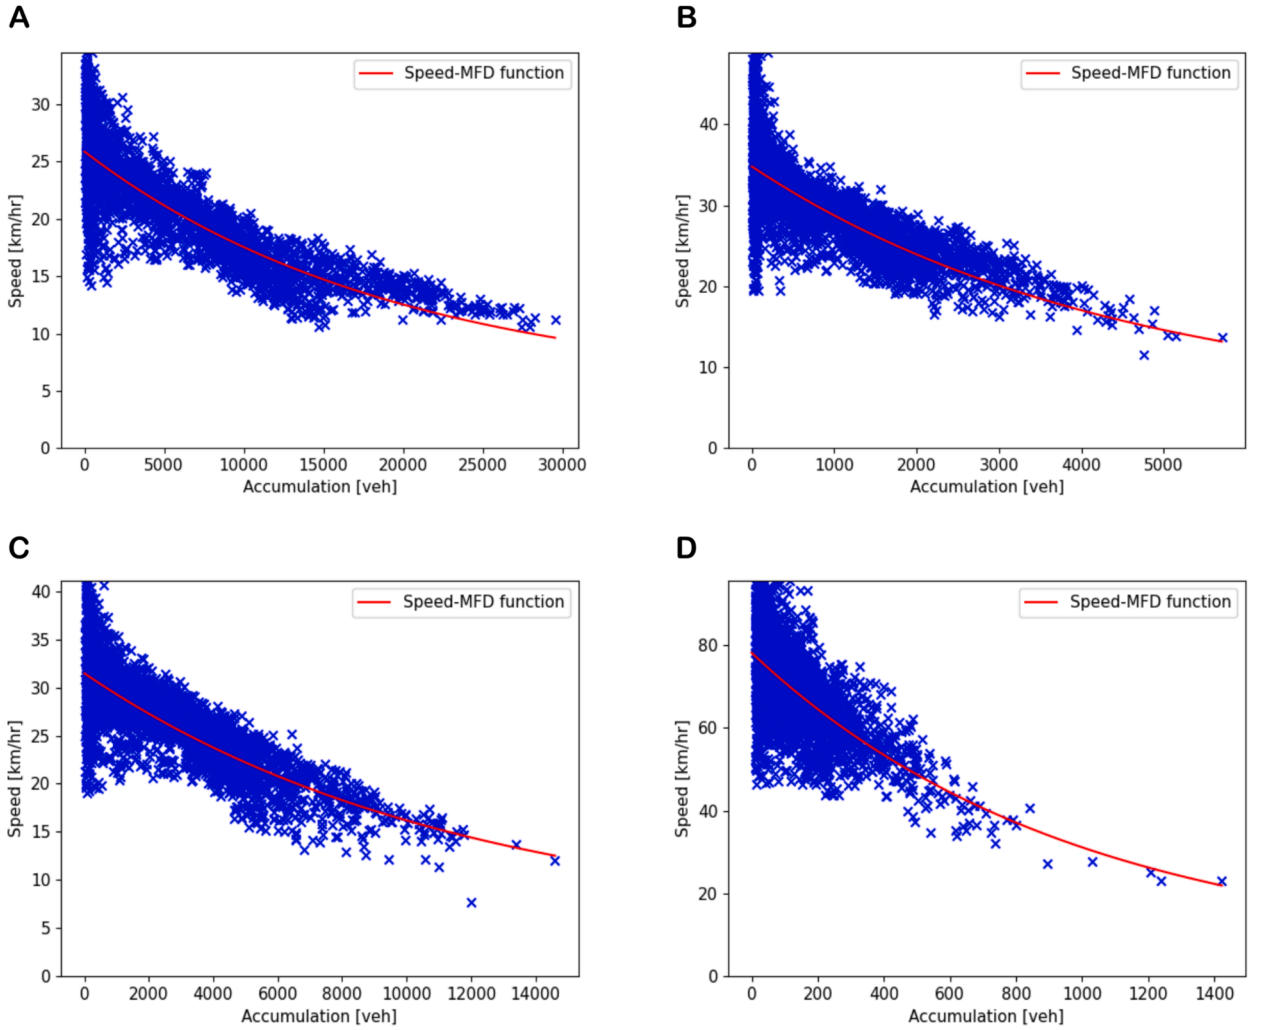 A
Speed-MFD function
Speed [km/hr]
30
25
20
15
10
5
0
0 5000 10000 15000 20000 25000 30000
Accumulation [veh]
B
Speed-MFD function
Speed [km/hr]
40
30
20
10
0
0 1000 2000 3000 4000 5000
Accumulation [veh]
C
Speed-MFD function
Speed [km/hr]
40
35
30
25
20
15
10
5
0
0 2000 4000 6000 8000 10000 12000 14000
Accumulation [veh]
D
Speed-MFD function
Speed [km/hr]
80
60
40
20
0
0 200 400 600 800 1000 1200 1400
Accumulation [veh]